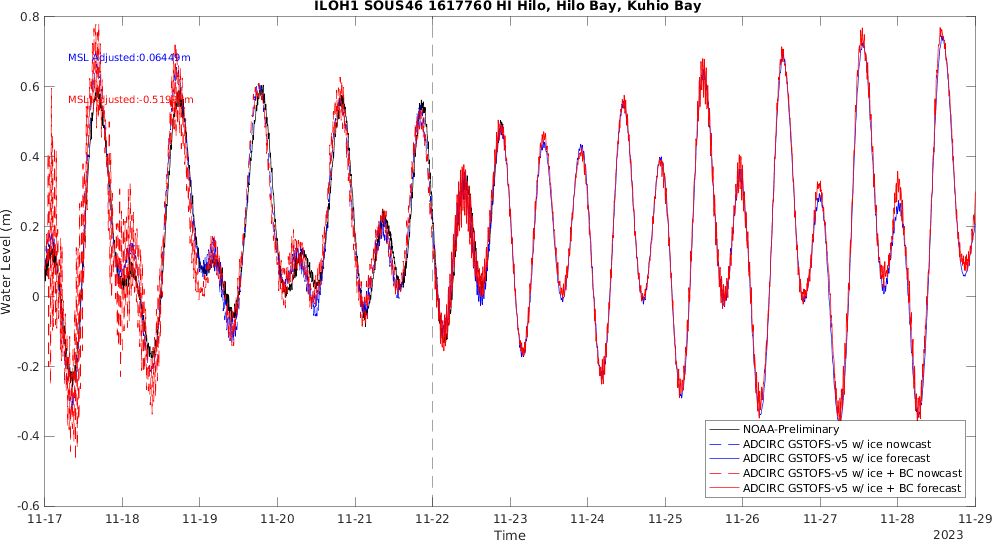 ILOH1 SOUS46 1617760 HI Hilo, Hilo Bay, Kuhio Bay
0.8
MSL Adjusted:0.06449m
0.6
MSL Adjusted:
0.4
0.2
0
-0.2
-0.4
-0.6
Water Level (m)
NOAA-Preliminary
ADCIRC GSTOFS-v5 w/ ice nowcast
ADCIRC GSTOFS-v5 w/ ice forecast
ADCIRC GSTOFS-v5 w/ ice + BC nowcast
ADCIRC GSTOFS-v5 w/ ice + BC forecast
11-17 11-18 11-19 11-20 11-21 11-22 11-23 11-24 11-25 11-26 11-27 11-28 11-29
Time
2023